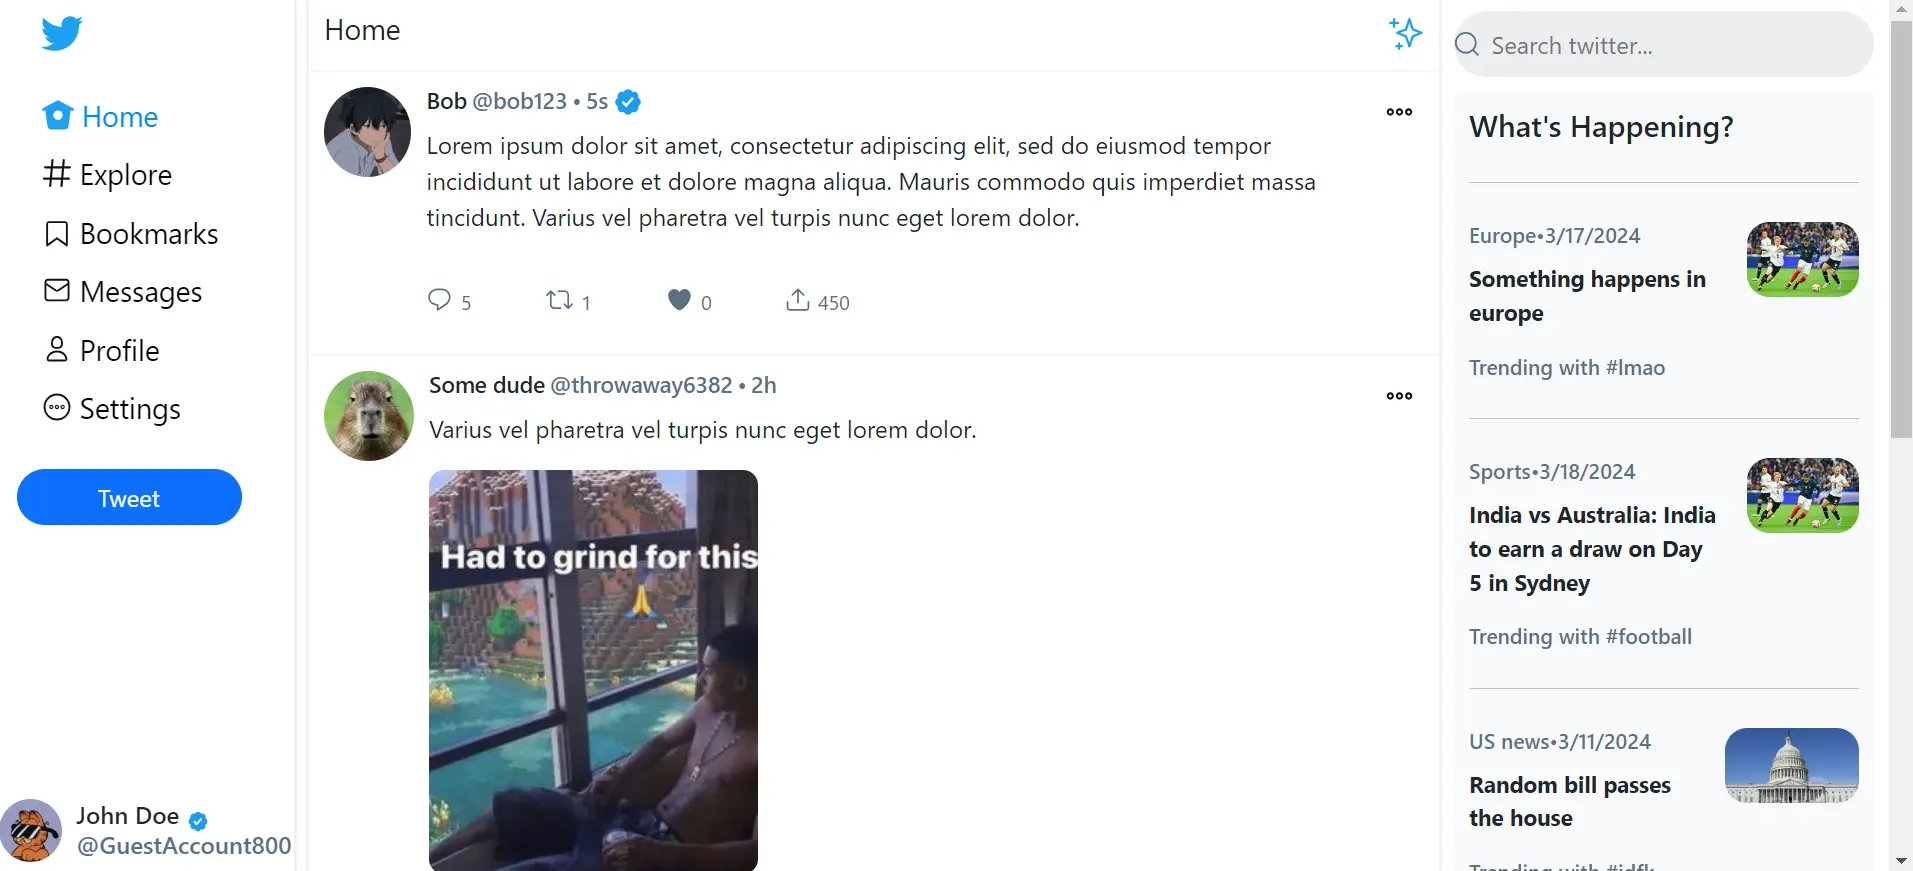 Home
Explore
Bookmarks
Messages
Profile
Settings
Tweet
John Doe
@GuestAccount800
Home
Bob @bob123 • 5s
Lorem ipsum dolor sit amet, consectetur adipiscing elit, sed do eiusmod tempor
incididunt ut labore et dolore magna aliqua. Mauris commodo quis imperdiet massa
tincidunt. Varius vel pharetra vel turpis nunc eget lorem dolor.
5 1 0 450
Some dude @throwaway6382 • 2h
Varius vel pharetra vel turpis nunc eget lorem dolor.
Had to grind for this
🙏
Search twitter...
What's Happening?
Europe•3/17/2024
Something happens in
europe
Trending with #lmao
Sports•3/18/2024
India vs Australia: India
to earn a draw on Day
5 in Sydney
Trending with #football
US news•3/11/2024
Random bill passes
the house
Trending with #idfk